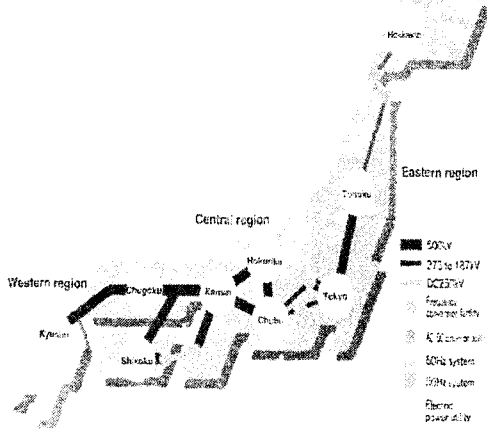 Hokkaido
Eastern region
Tohoku
Central region
Hokuriku
500kV
Western region
Chugoku
Kansai
Tokyo
Chubu
Kyushu
Shikoku
60Hz system
50Hz system
Electric
power utility